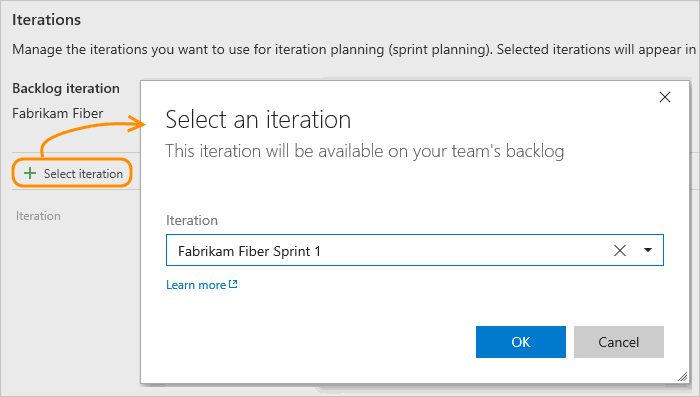 Iterations
Manage the iterations you want to use for iteration planning (sprint planning). Selected iterations will appear in
Backlog iteration
Fabrikam Fiber
Select iteration
Iteration
Select an iteration
This iteration will be available on your team's backlog
Iteration
Fabrikam Fiber Sprint 1
Learn more
OK
Cancel